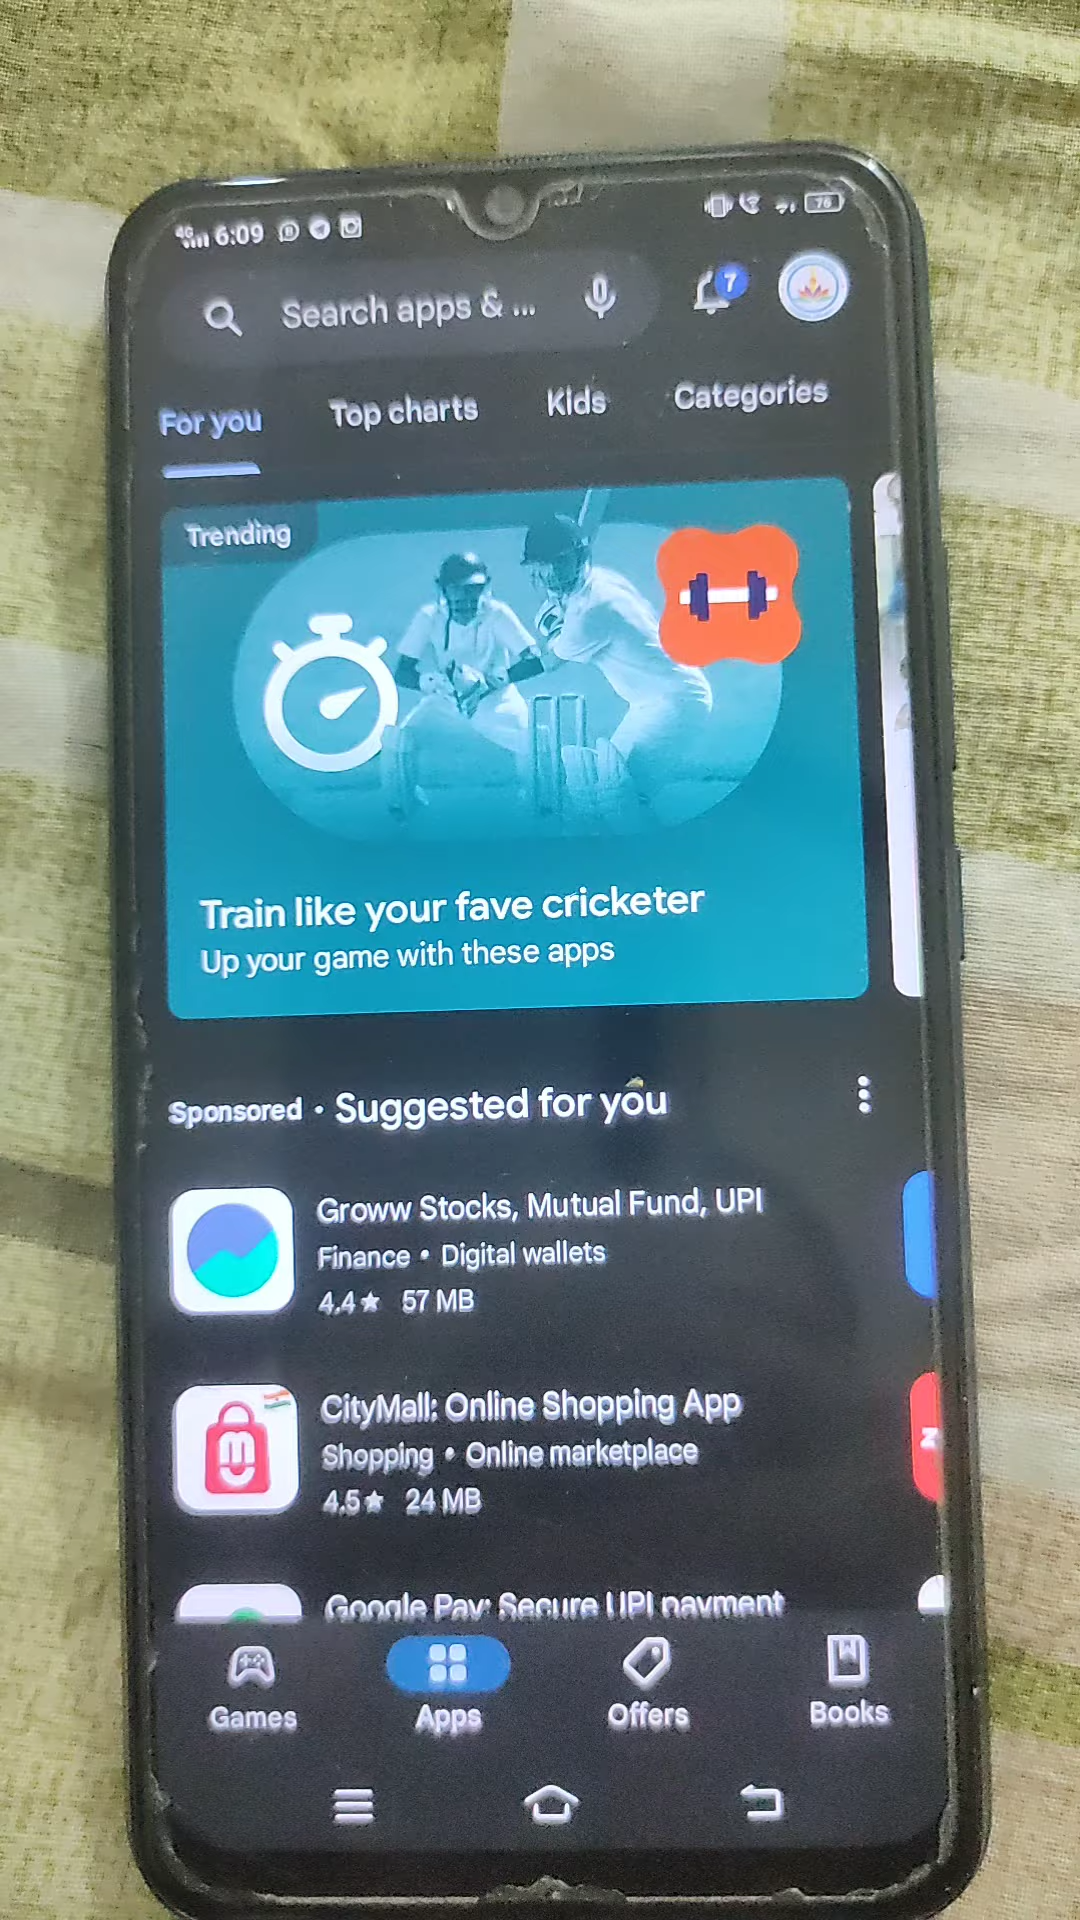 4G 6:09 76
Search apps & ... 7
For you Top charts Kids Categories
Trending
Train like your fave cricketer
Up your game with these apps
Sponsored • Suggested for you
Groww Stocks, Mutual Fund, UPI
Finance • Digital wallets
4.4★ 57 MB
CityMall: Online Shopping App
Shopping • Online marketplace
4.5★ 24 MB
Google Pay: Secure UPI payment
Games Apps Offers Books